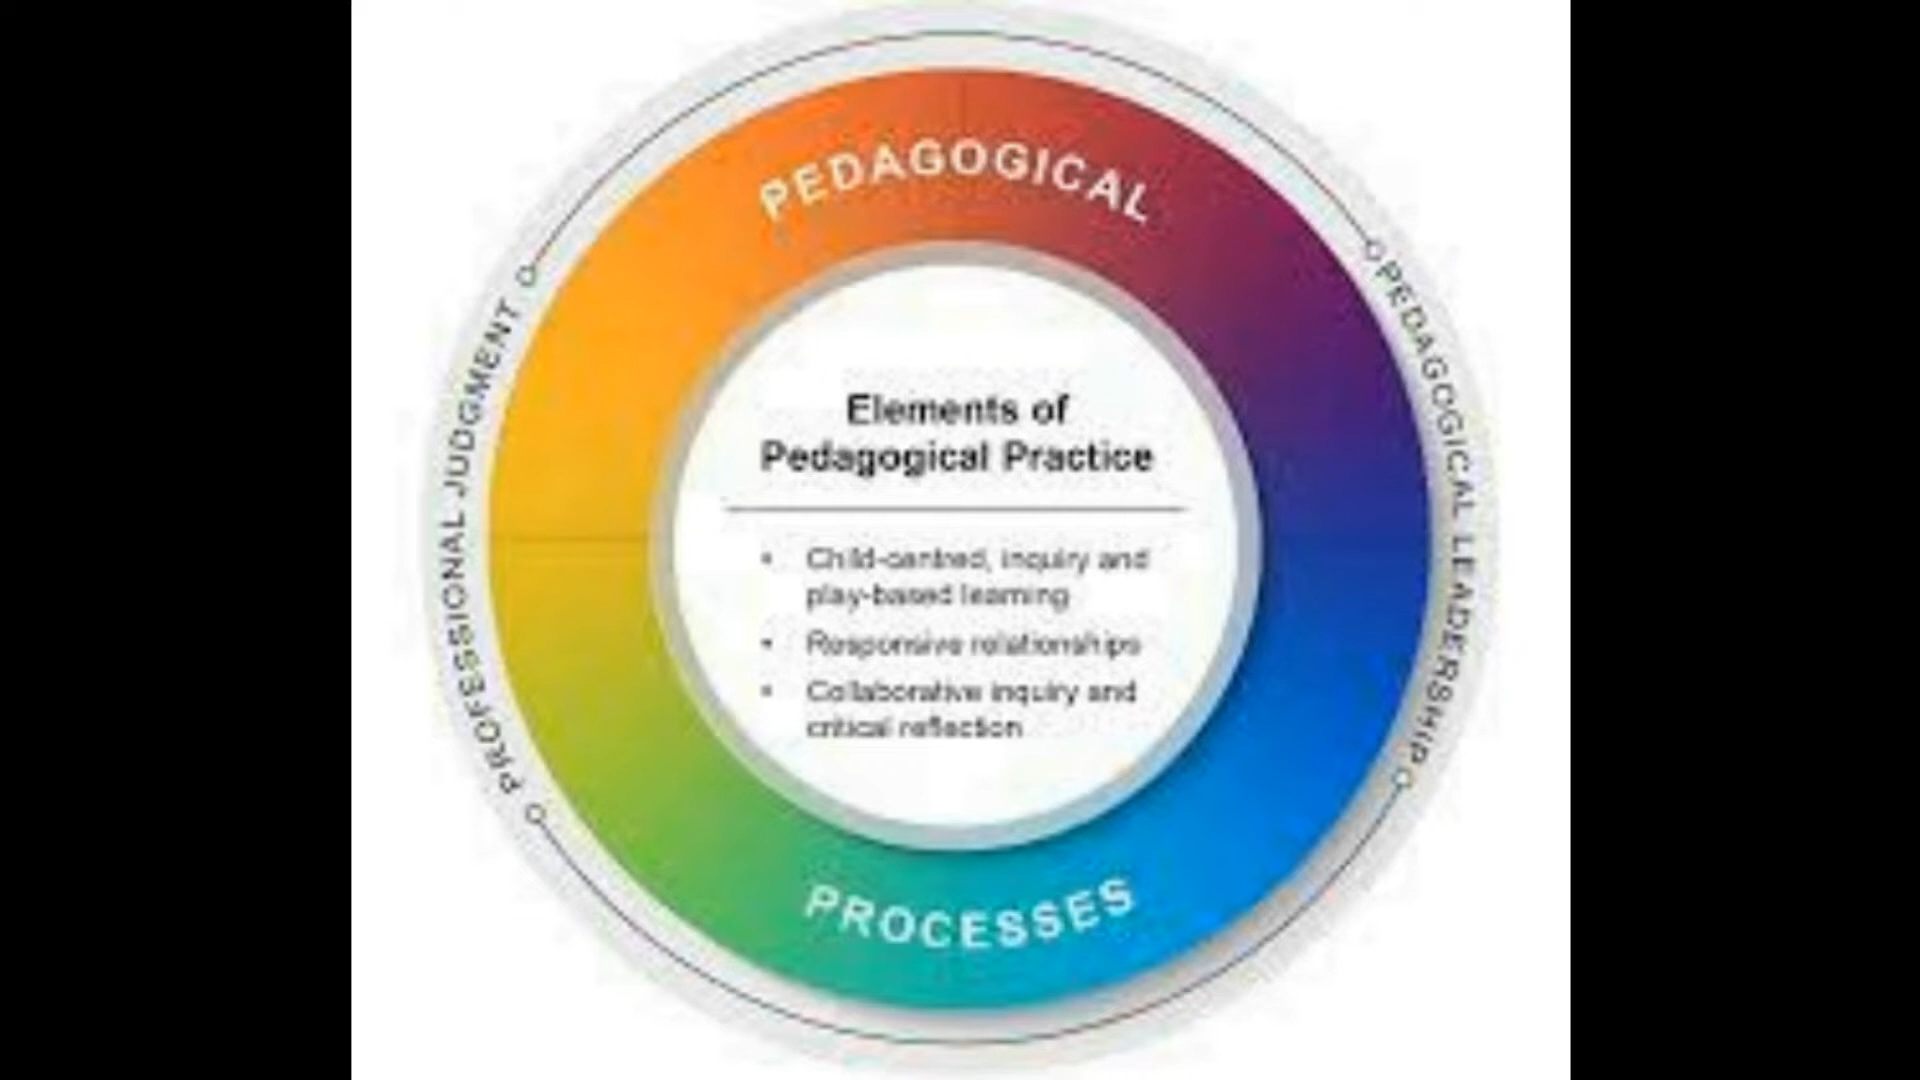 PEDAGOGICAL
PROFESSIONAL JUDGMENT
PEDAGOGICAL LEADERSHIP
Elements of
Pedagogical Practice
• Child-centred, inquiry and
play-based learning
• Responsive relationships
• Collaborative inquiry and
critical reflection
PROCESSES